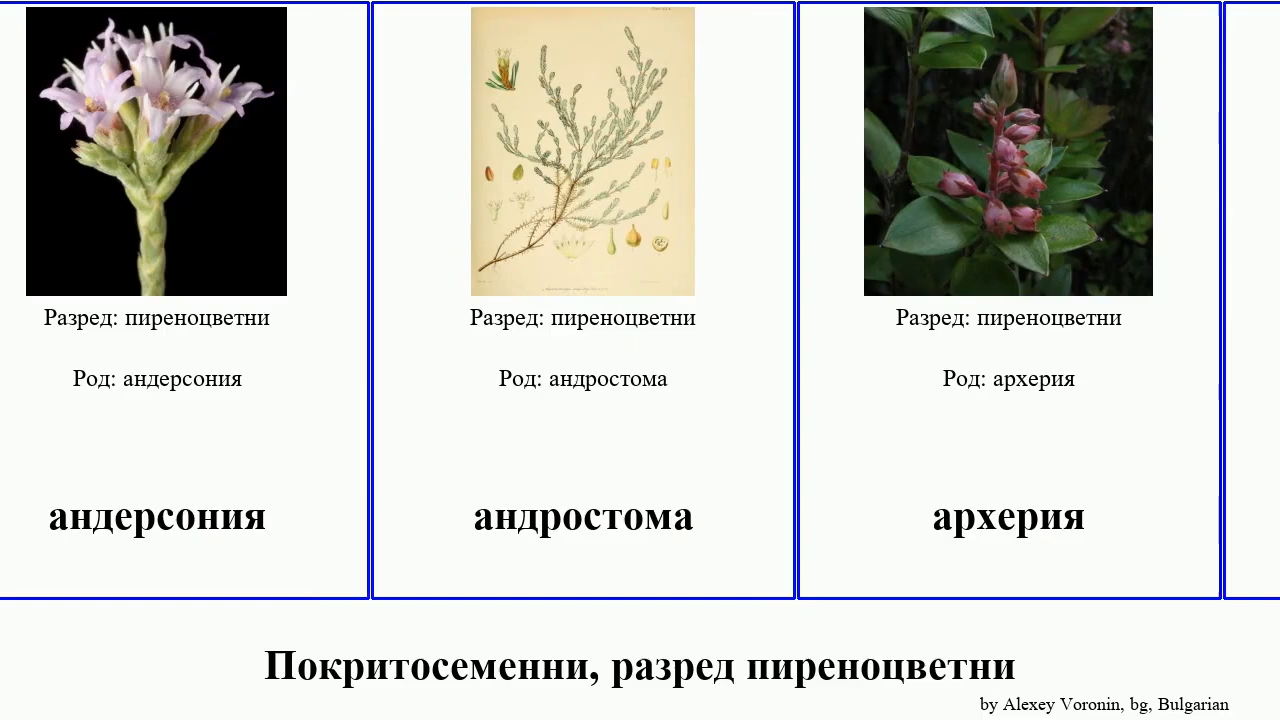 Разред: пиреноцветни
Род: андерсония
андерсония
Разред: пиреноцветни
Род: андростома
андростома
Разред: пиреноцветни
Род: архерия
архерия
Покритосеменни, разред пиреноцветни
by Alexey Voronin, bg, Bulgarian